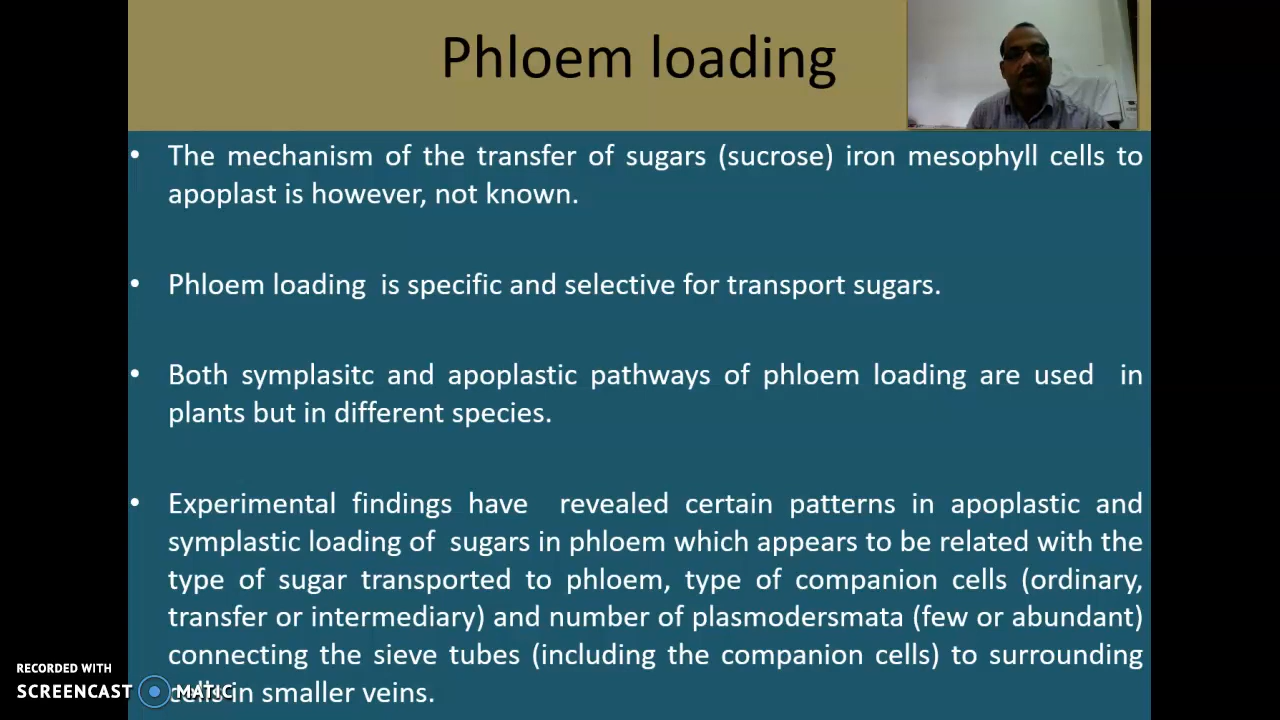 Phloem loading
• The mechanism of the transfer of sugars (sucrose) iron mesophyll cells to
apoplast is however, not known.
• Phloem loading is specific and selective for transport sugars.
• Both symplasitc and apoplastic pathways of phloem loading are used in
plants but in different species.
• Experimental findings have revealed certain patterns in apoplastic and
symplastic loading of sugars in phloem which appears to be related with the
type of sugar transported to phloem, type of companion cells (ordinary,
transfer or intermediary) and number of plasmodersmata (few or abundant)
connecting the sieve tubes (including the companion cells) to surrounding
cells in smaller veins.
RECORDED WITH
SCREENCAST MATIC